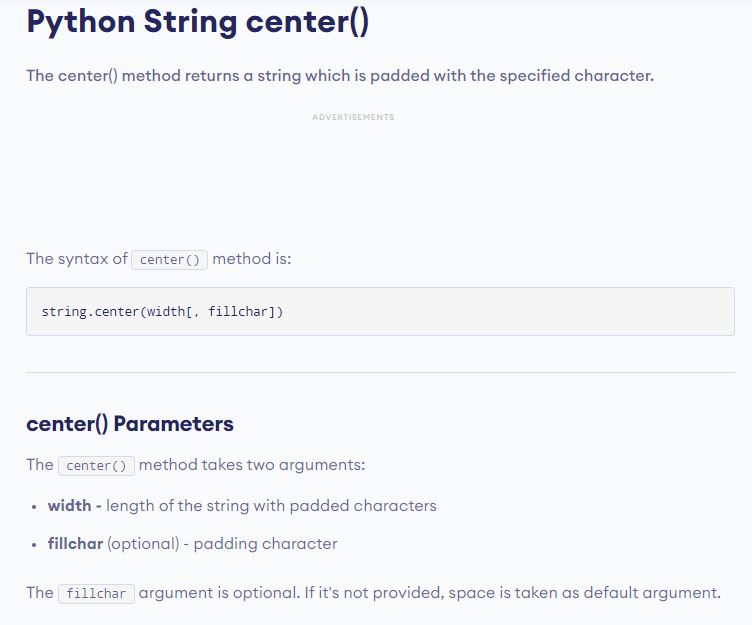 Python String center()
The center() method returns a string which is padded with the specified character.
ADVERTISEMENTS
The syntax of center() method is:
string.center(width[, fillchar])
center() Parameters
The center() method takes two arguments:
• width - length of the string with padded characters
• fillchar (optional) - padding character
The fillchar argument is optional. If it's not provided, space is taken as default argument.